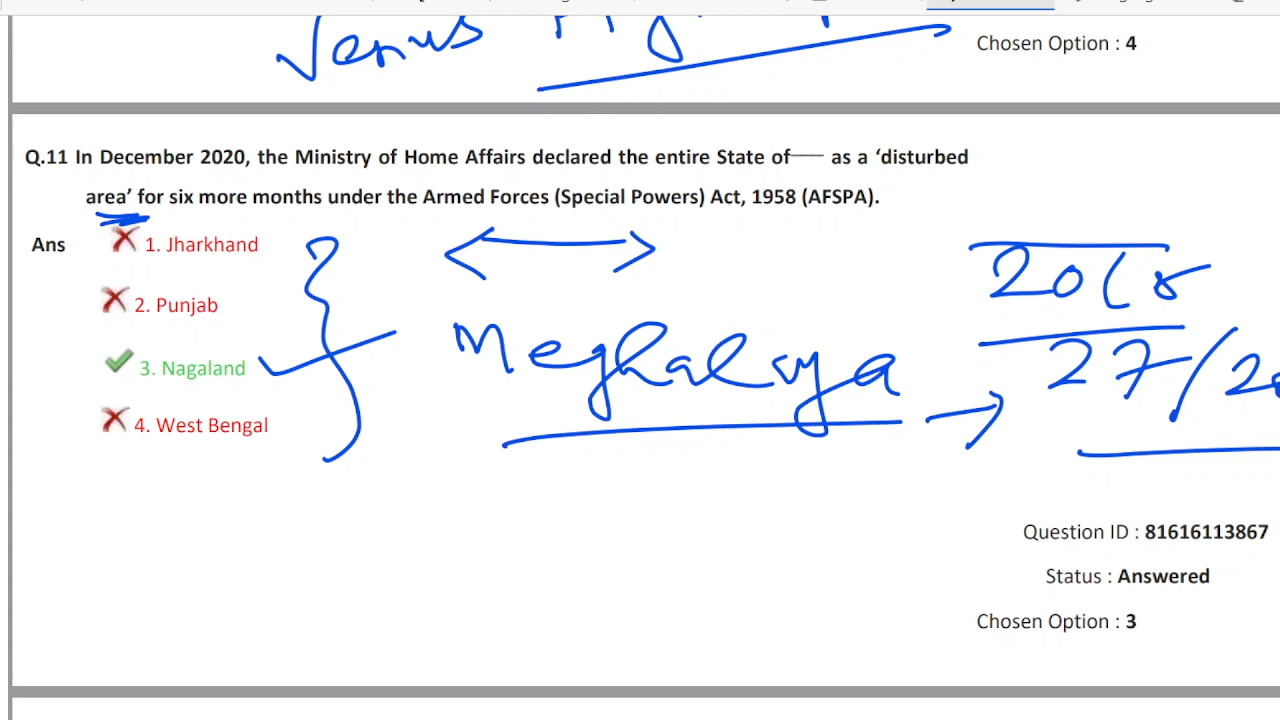 Venus
Chosen Option : 4
Q.11 In December 2020, the Ministry of Home Affairs declared the entire State of— as a ‘disturbed
area’ for six more months under the Armed Forces (Special Powers) Act, 1958 (AFSPA).
Ans 1. Jharkhand
2. Punjab
3. Nagaland
4. West Bengal
2018
Meghalaya
27/20
Question ID : 81616113867
Status : Answered
Chosen Option : 3